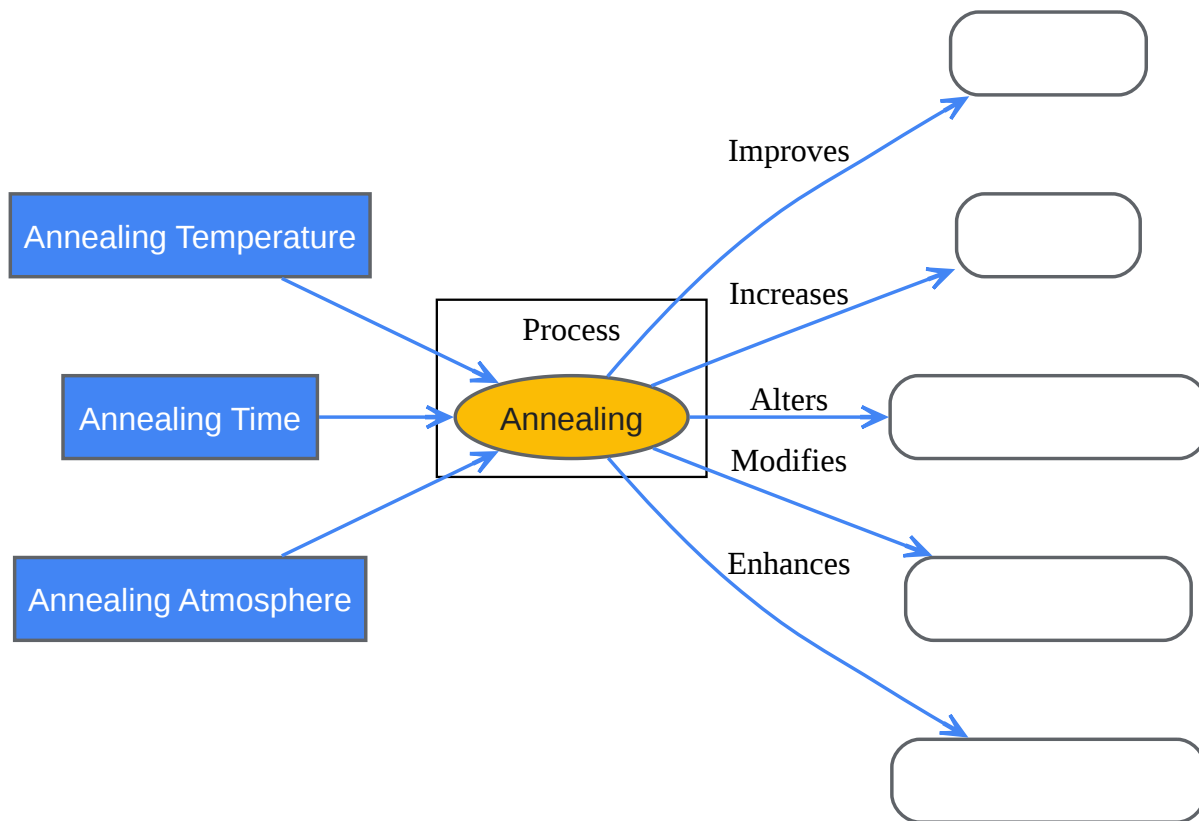 Annealing Temperature
Annealing Time
Annealing Atmosphere
Process
Annealing
Improves
Increases
Alters
Modifies
Enhances